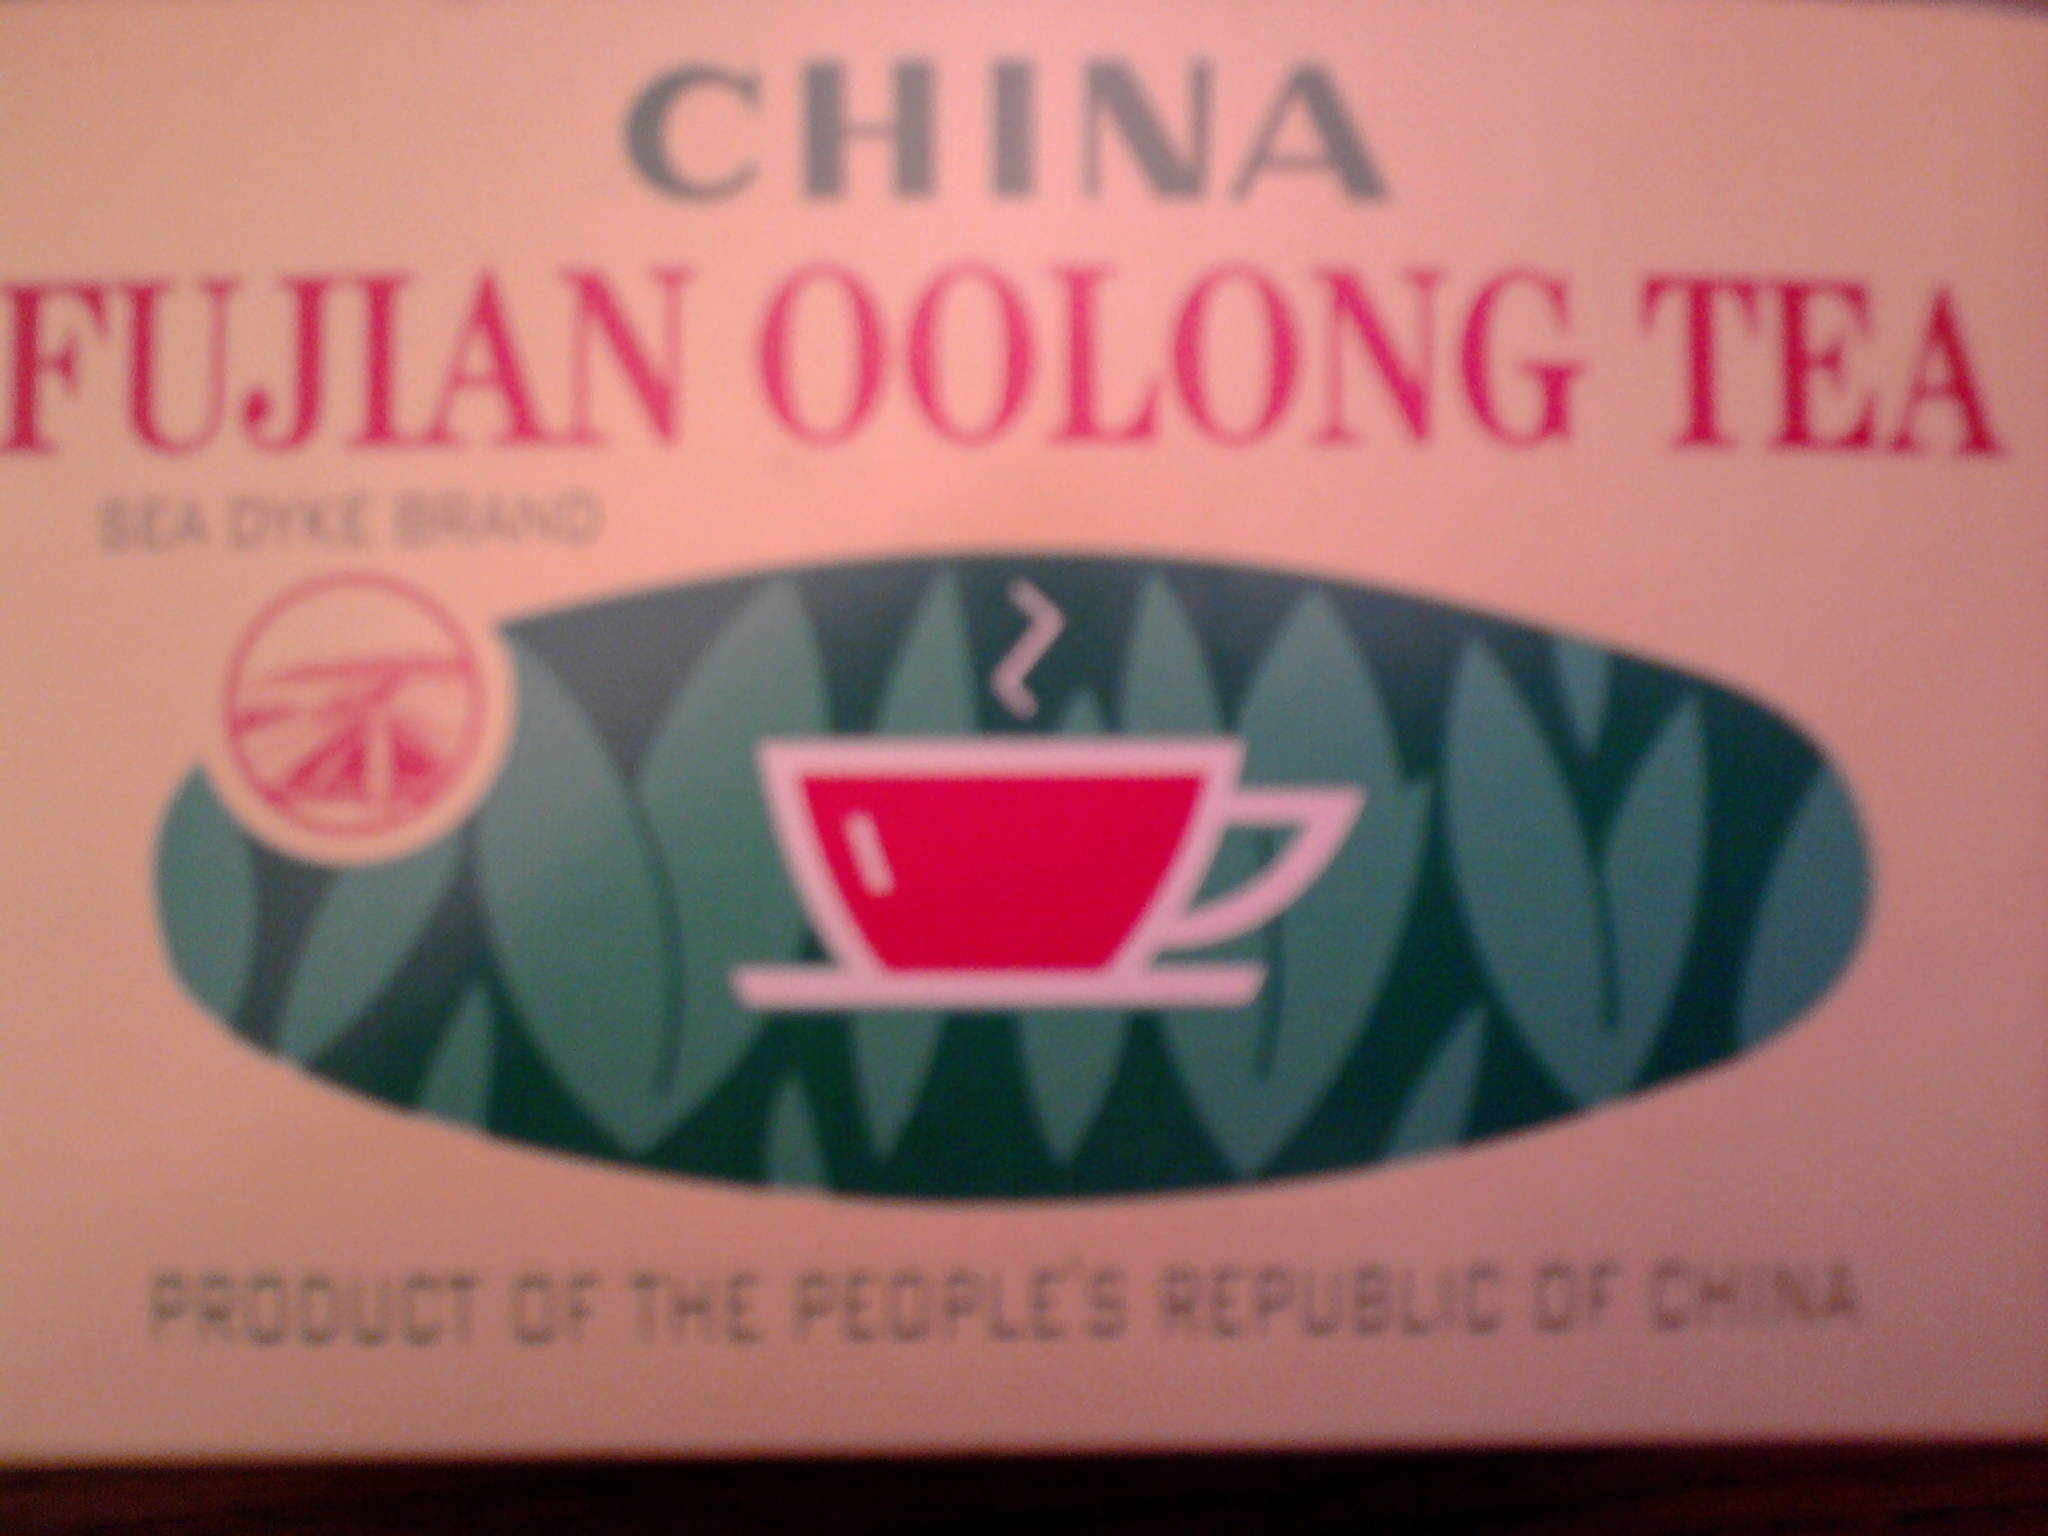 CHINA
FUJIAN OOLONG TEA
SEA DYKE BRAND
PRODUCT OF THE PEOPLE'S REPUBLIC OF CHINA